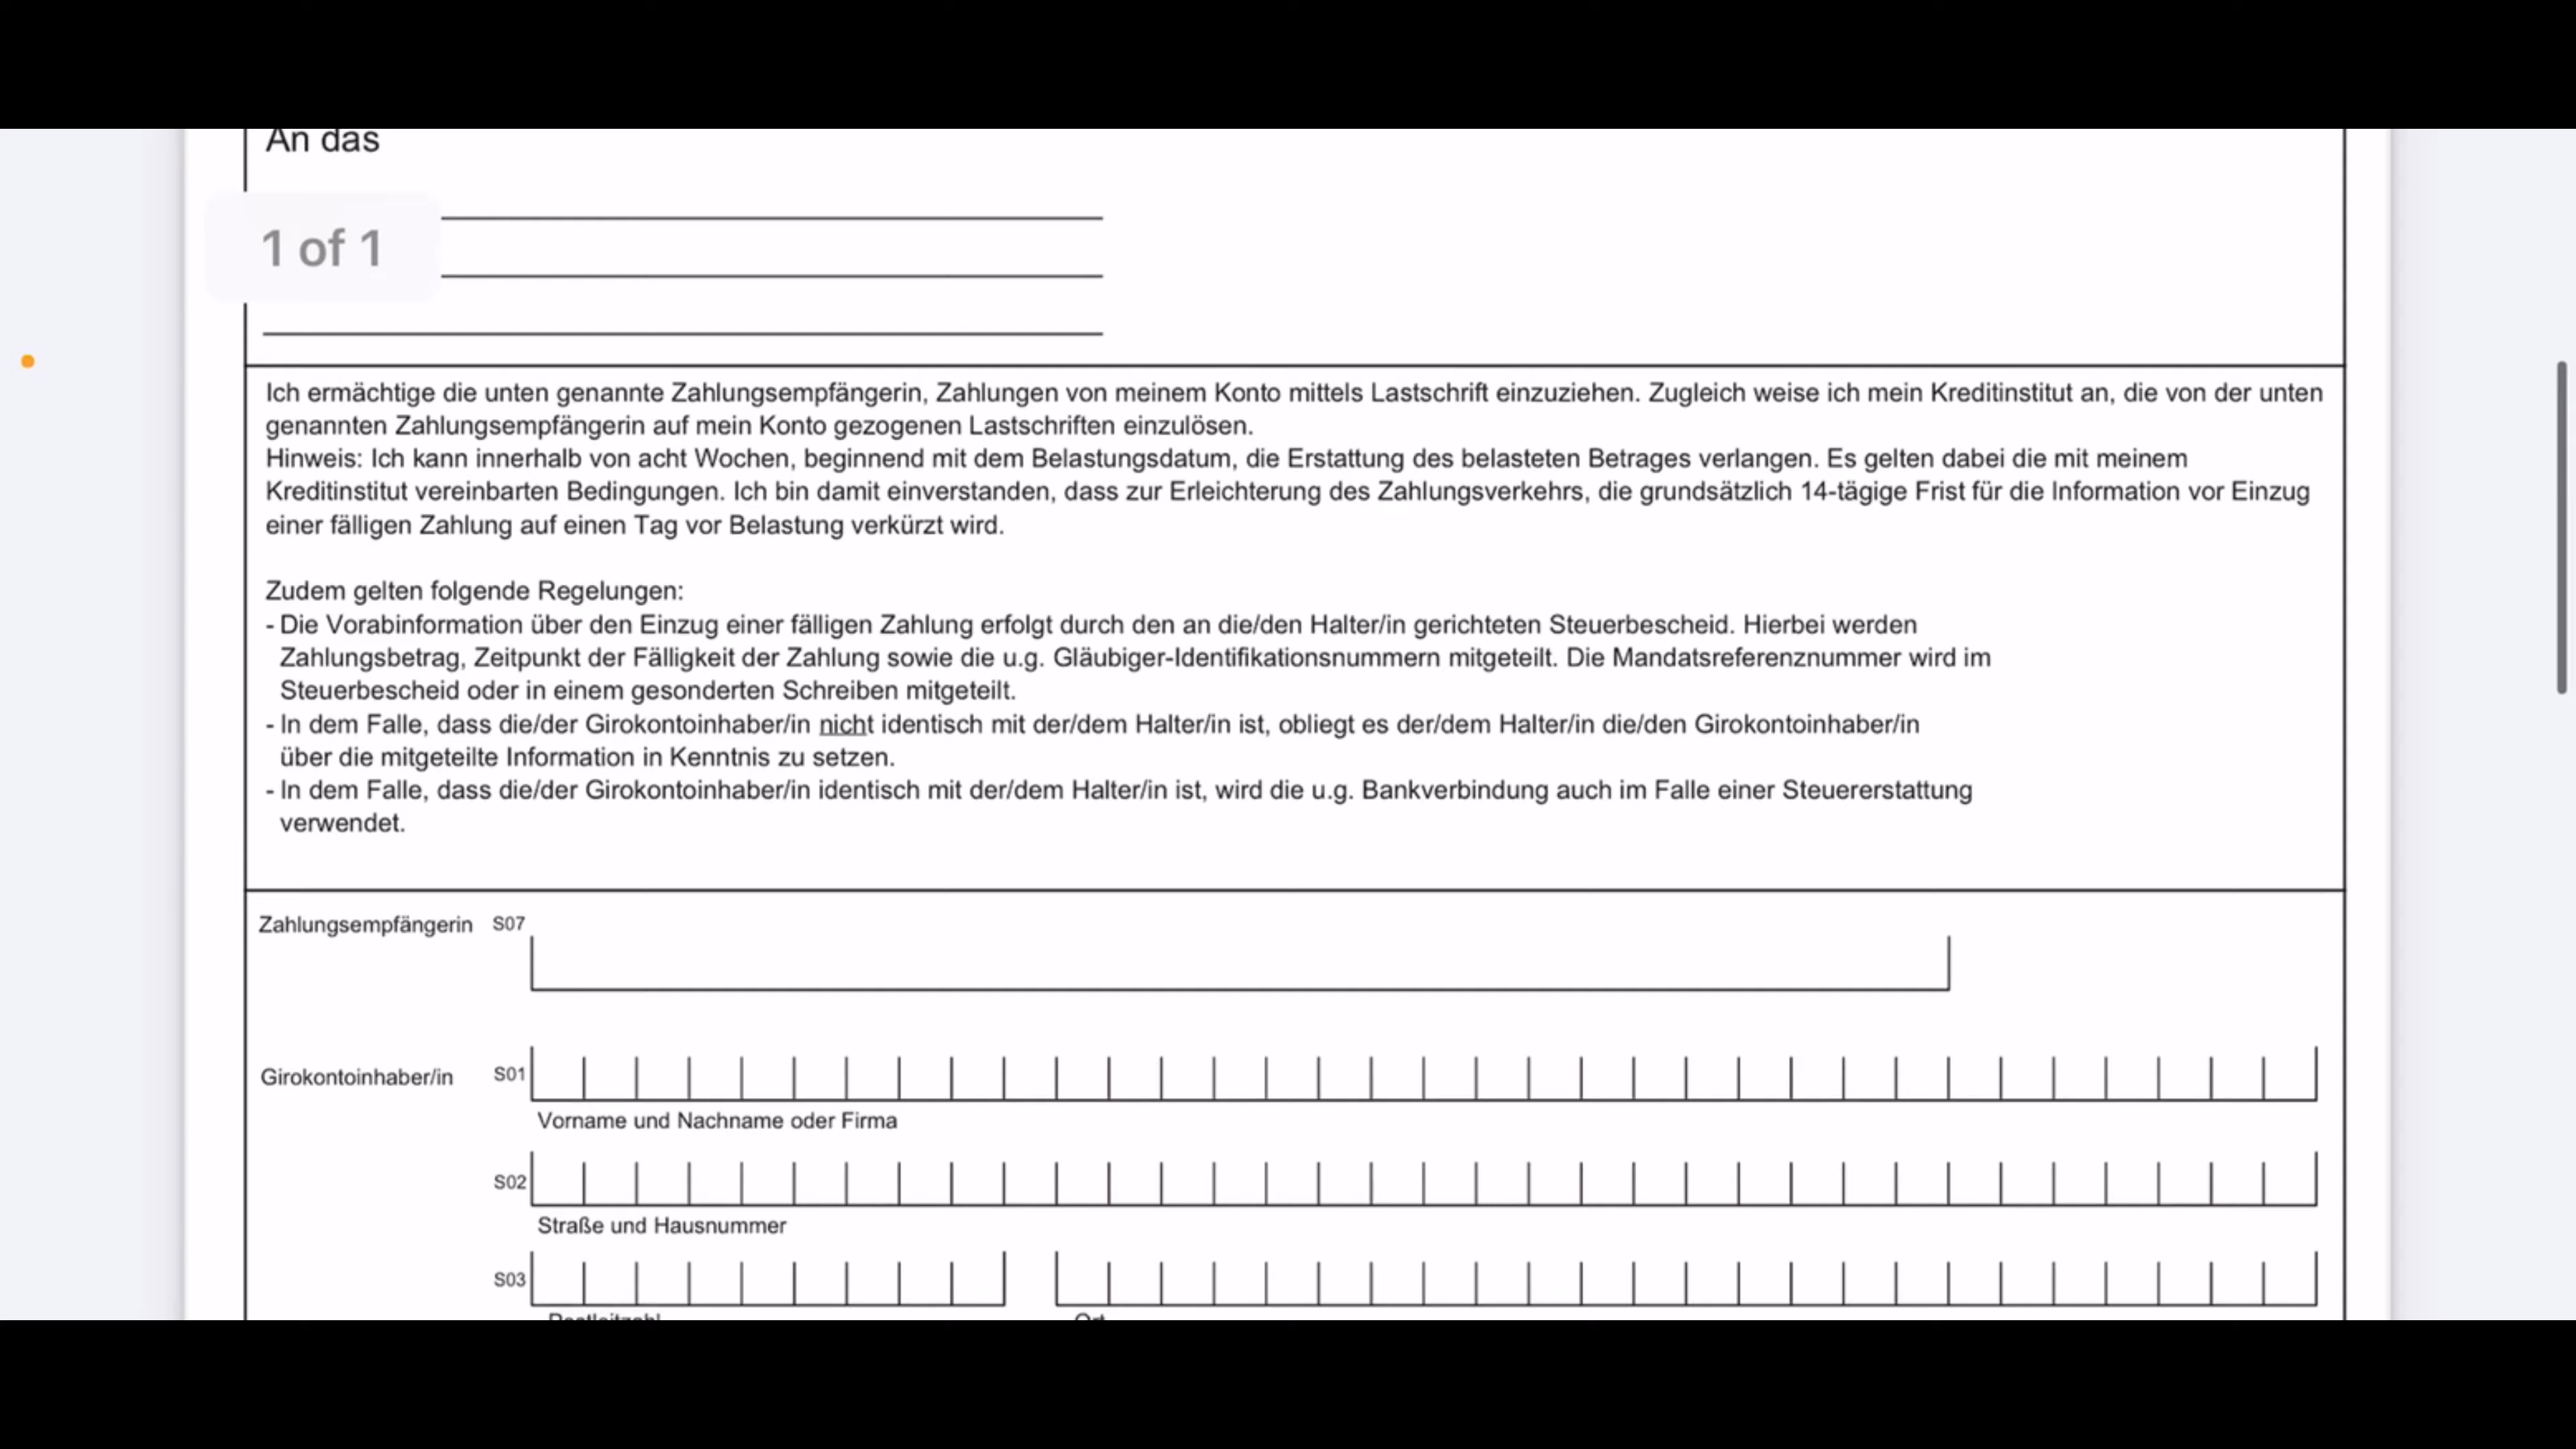 An das
1 of 1
Ich ermächtige die unten genannte Zahlungsempfängerin, Zahlungen von meinem Konto mittels Lastschrift einzuziehen. Zugleich weise ich mein Kreditinstitut an, die von der unten
genannten Zahlungsempfängerin auf mein Konto gezogenen Lastschriften einzulösen.
Hinweis: Ich kann innerhalb von acht Wochen, beginnend mit dem Belastungsdatum, die Erstattung des belasteten Betrages verlangen. Es gelten dabei die mit meinem
Kreditinstitut vereinbarten Bedingungen. Ich bin damit einverstanden, dass zur Erleichterung des Zahlungsverkehrs, die grundsätzlich 14-tägige Frist für die Information vor Einzug
einer fälligen Zahlung auf einen Tag vor Belastung verkürzt wird.
Zudem gelten folgende Regelungen:
- Die Vorabinformation über den Einzug einer fälligen Zahlung erfolgt durch den an die/den Halter/in gerichteten Steuerbescheid. Hierbei werden
Zahlungsbetrag, Zeitpunkt der Fälligkeit der Zahlung sowie die u.g. Gläubiger-Identifikationsnummern mitgeteilt. Die Mandatsreferenznummer wird im
Steuerbescheid oder in einem gesonderten Schreiben mitgeteilt.
- In dem Falle, dass die/der Girokontoinhaber/in nicht identisch mit der/dem Halter/in ist, obliegt es der/dem Halter/in die/den Girokontoinhaber/in
über die mitgeteilte Information in Kenntnis zu setzen.
- In dem Falle, dass die/der Girokontoinhaber/in identisch mit der/dem Halter/in ist, wird die u.g. Bankverbindung auch im Falle einer Steuererstattung
verwendet.
Zahlungsempfängerin S07
Girokontoinhaber/in S01
Vorname und Nachname oder Firma
S02
Straße und Hausnummer
S03
Postleitzahl Ort